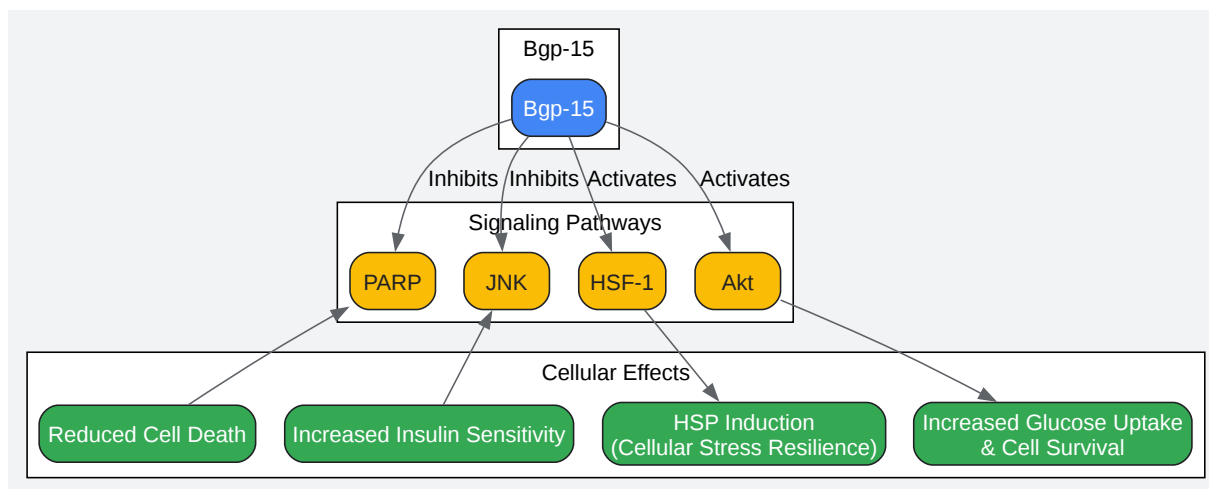 Bgp-15
Bgp-15
Inhibits
Inhibits
Activates
Activates
Signaling Pathways
PARP
JNK
HSF-1
Akt
Cellular Effects
Reduced Cell Death
Increased Insulin Sensitivity
HSP Induction
(Cellular Stress Resilience)
Increased Glucose Uptake
& Cell Survival